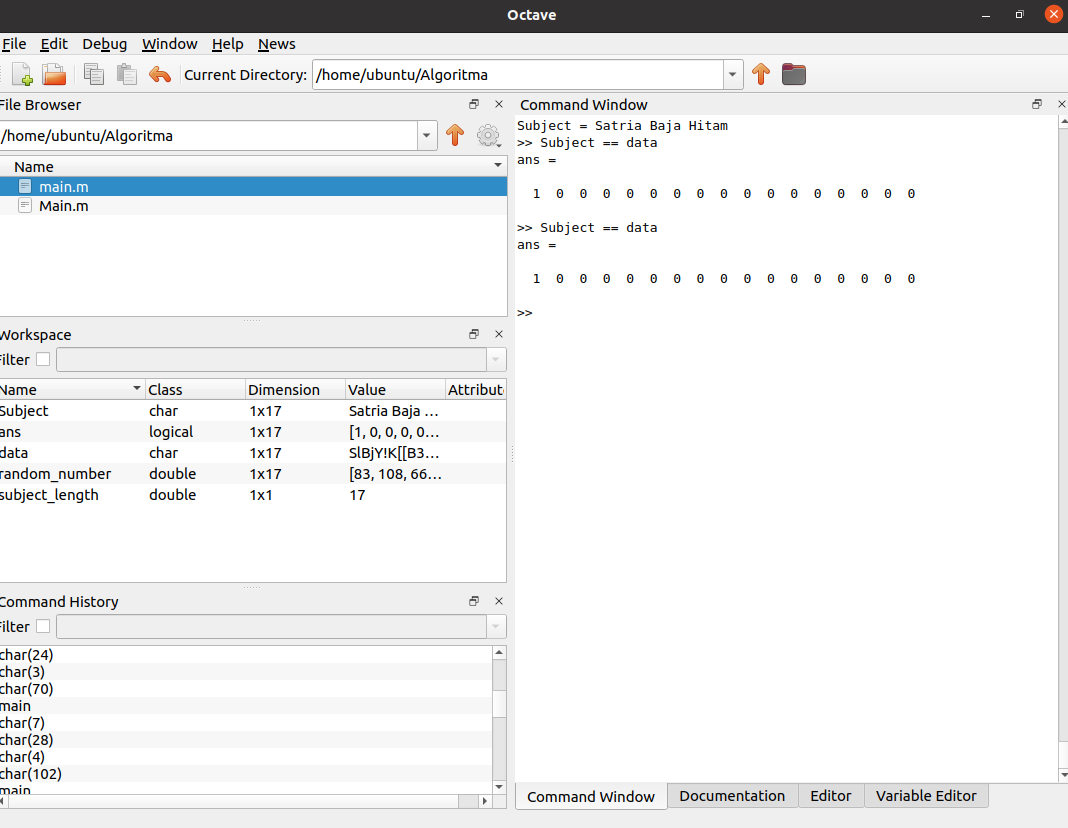 Octave
File Edit Debug Window Help News
Current Directory: /home/ubuntu/Algoritma
File Browser
/home/ubuntu/Algoritma
Name
main.m
Main.m
Workspace
Filter
Name Class Dimension Value Attribut
Subject char 1x17 Satria Baja ...
ans logical 1x17 [1, 0, 0, 0, 0...
data char 1x17 SlBjY!K[[B3...
random_number double 1x17 [83, 108, 66...
subject_length double 1x1 17
Command History
Filter
char(24)
char(3)
char(70)
main
char(7)
char(28)
char(4)
char(102)
main
Command Window
Subject = Satria Baja Hitam
>> Subject == data
ans =
1 0 0 0 0 0 0 0 0 0 0 0 0 0 0 0 0
>> Subject == data
ans =
1 0 0 0 0 0 0 0 0 0 0 0 0 0 0 0 0
>>
Command Window Documentation Editor Variable Editor